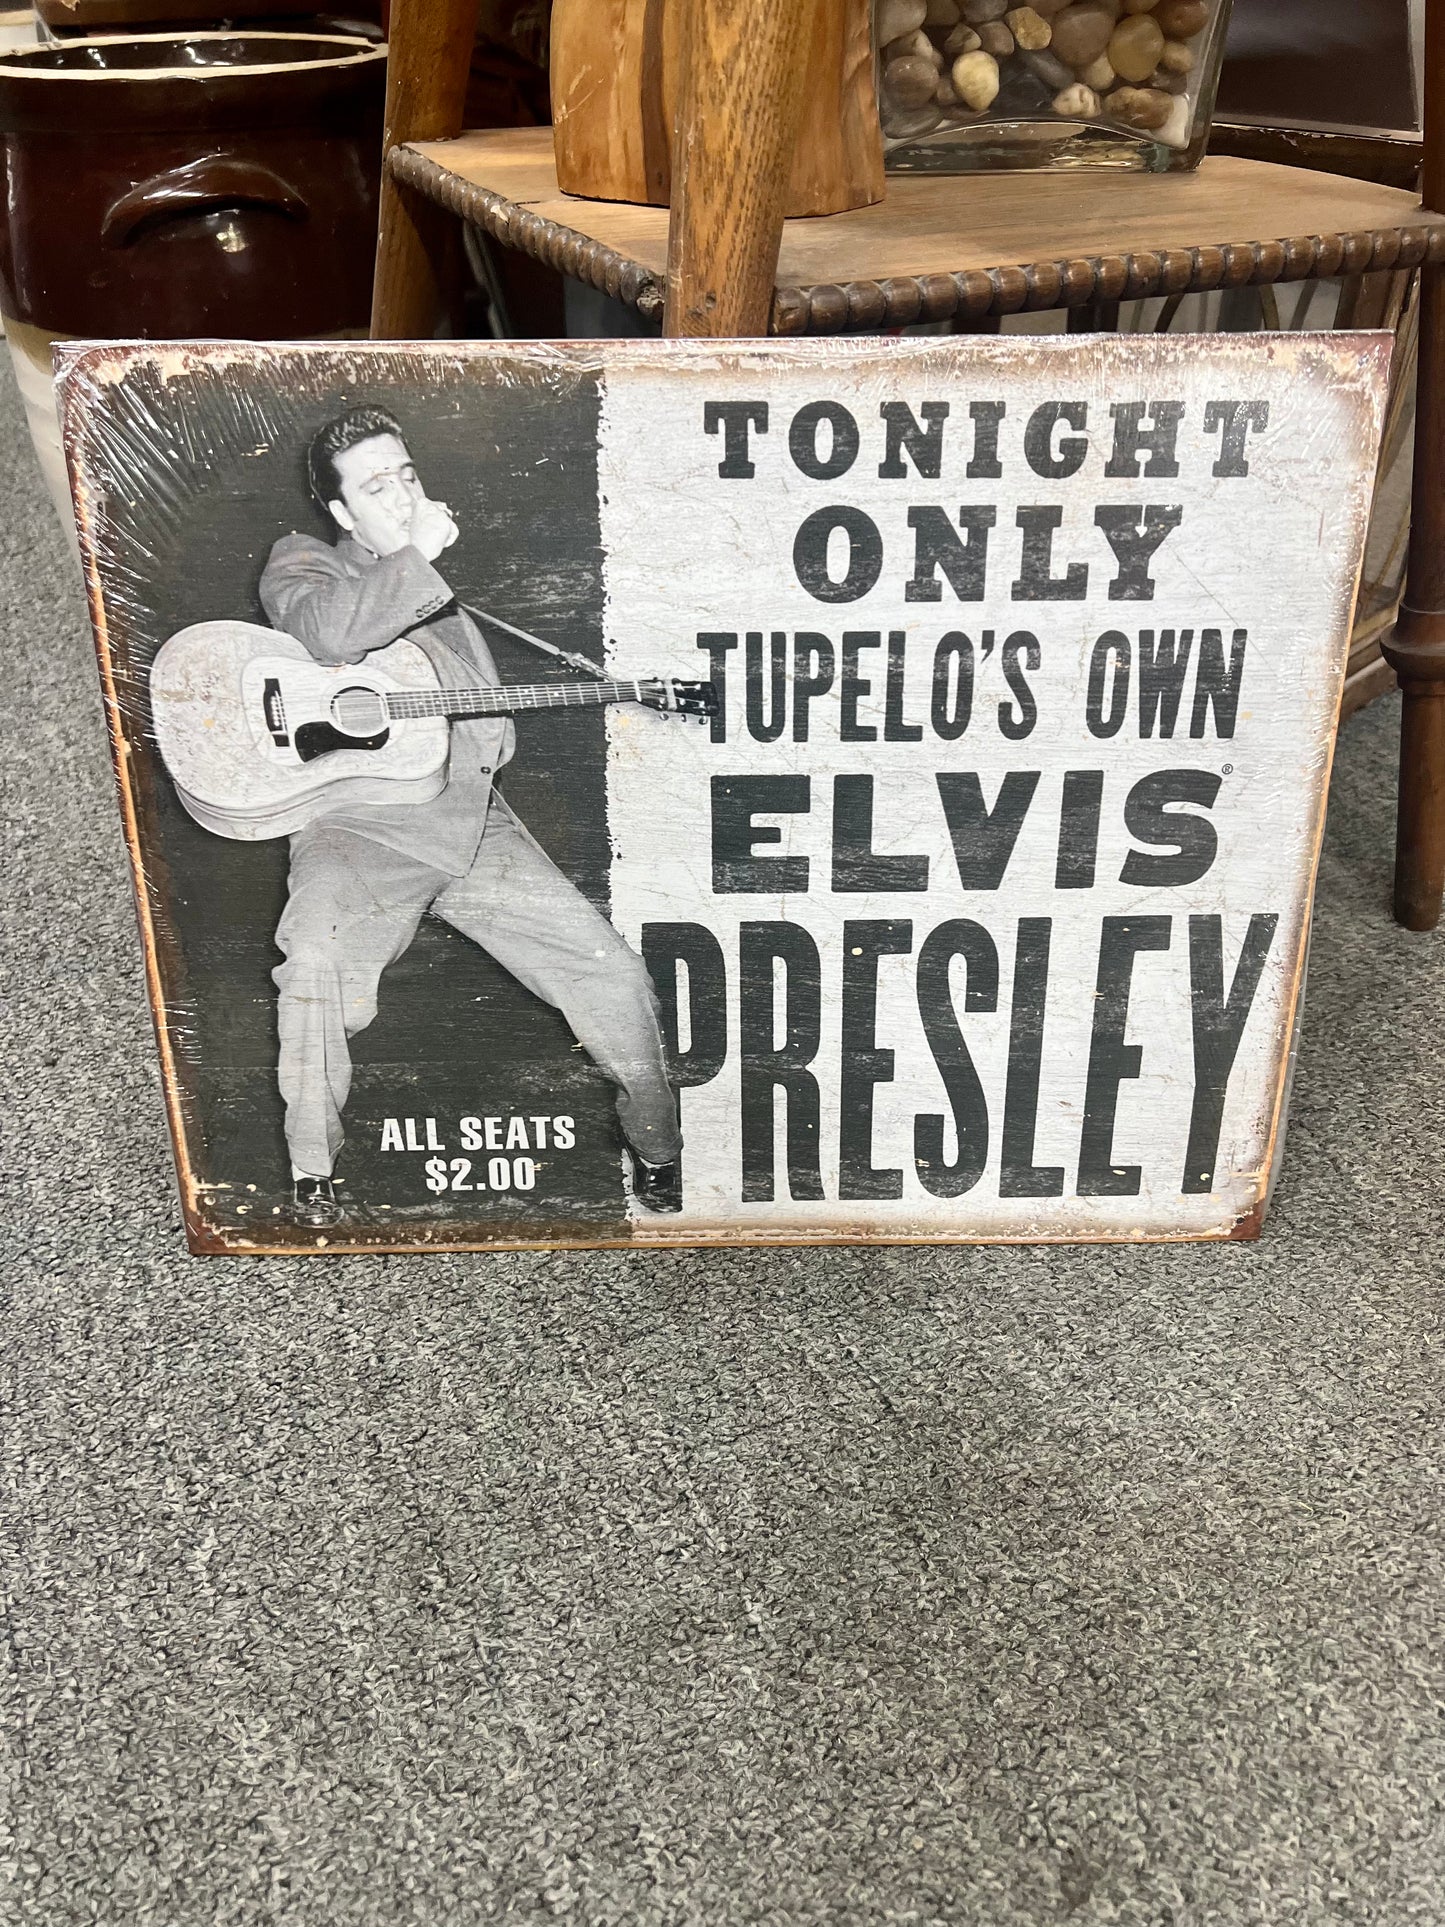 TONIGHT
ONLY
TUPELO'S OWN
ELVIS®
PRESLEY
ALL SEATS
$2.00